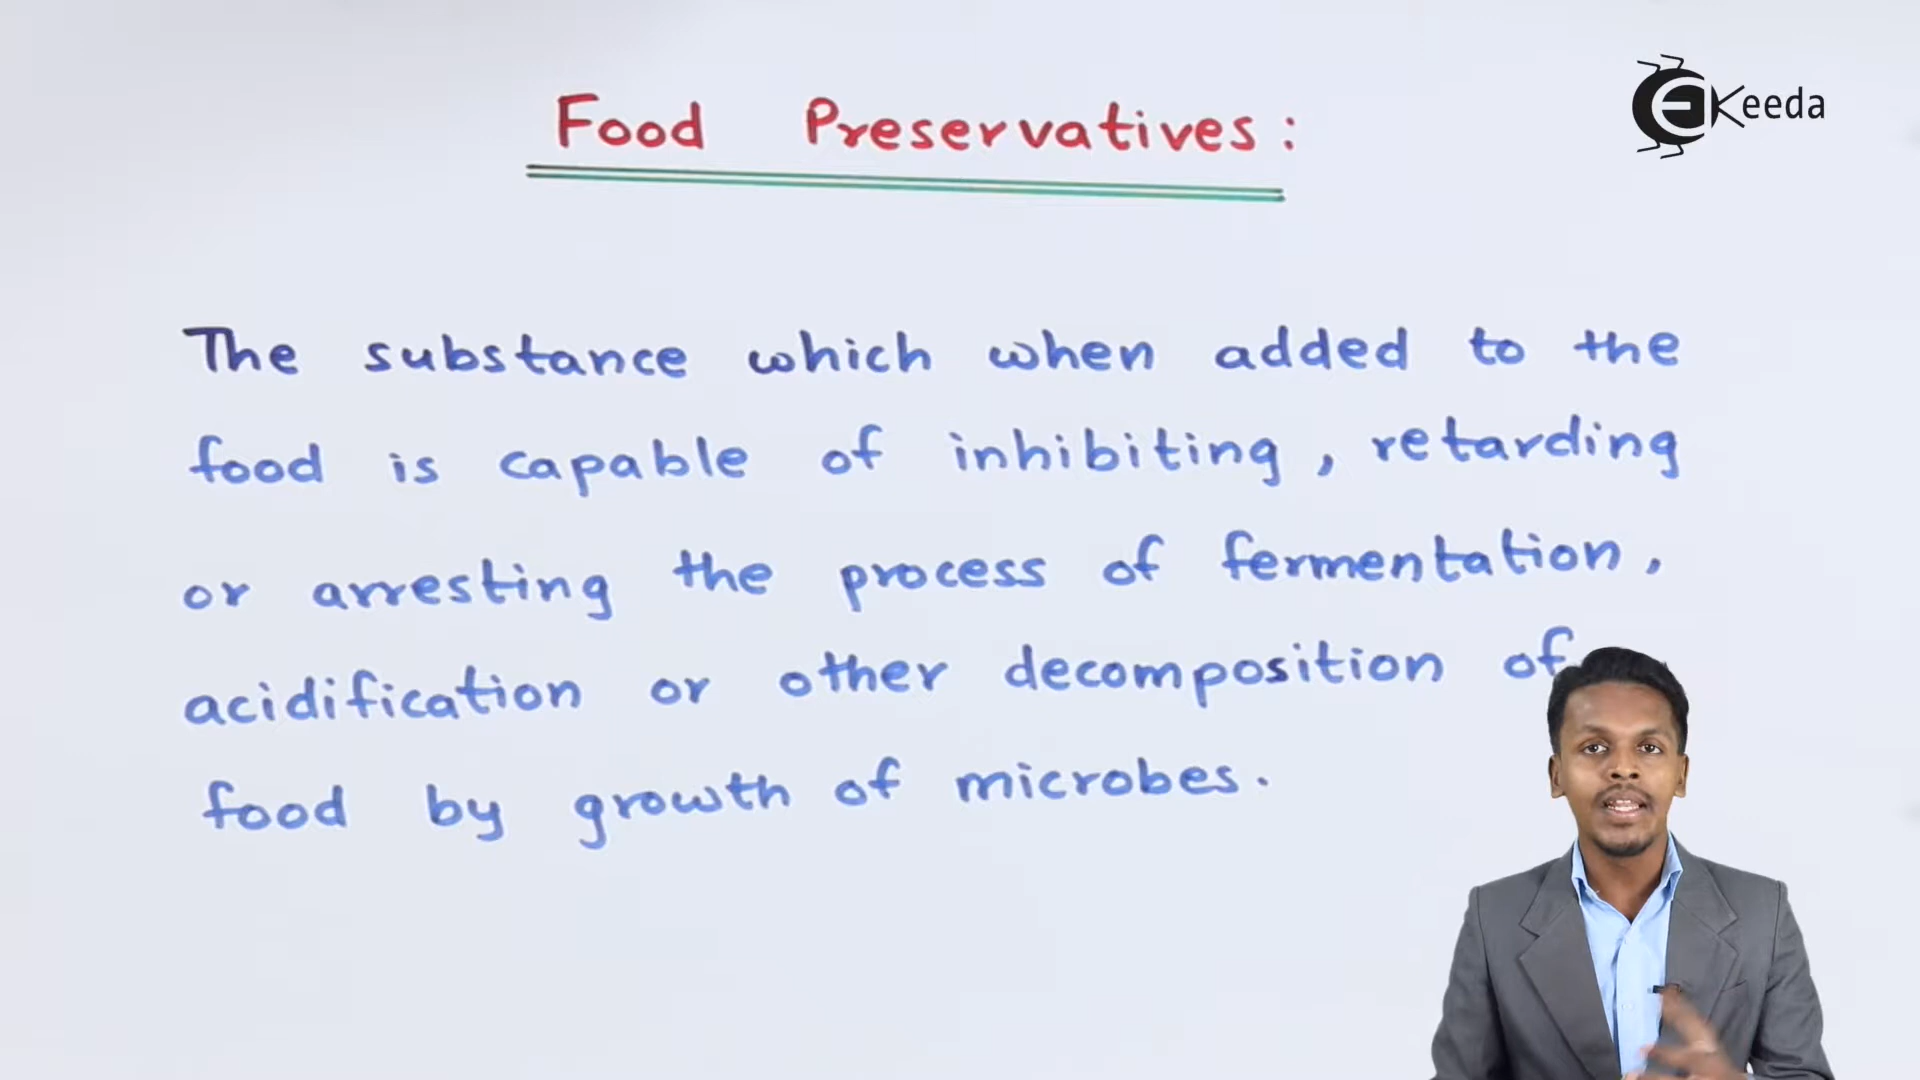 Food Preservatives:
EKeeda
The substance which when added to the
food is capable of inhibiting, retarding
or arresting the process of fermentation,
acidification or other decomposition of
food by growth of microbes.